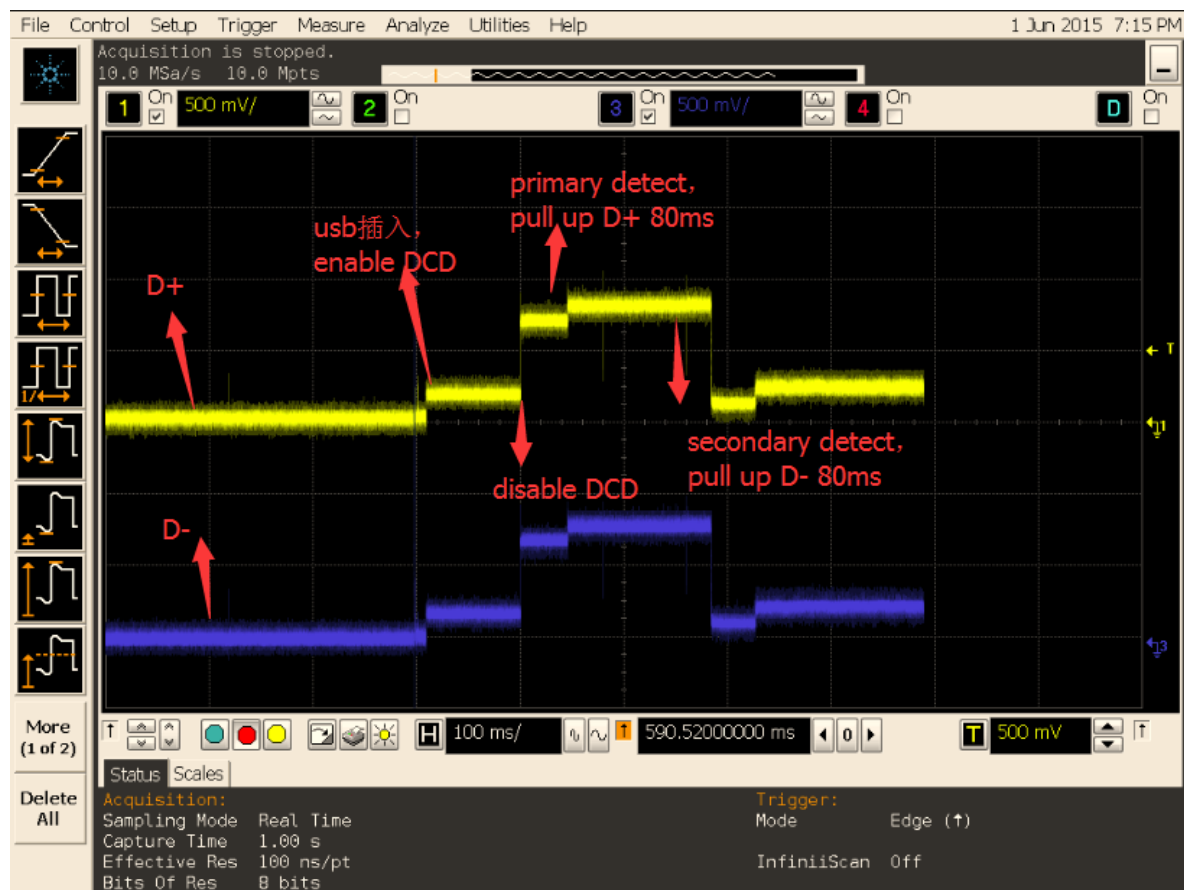 File Control Setup Trigger Measure Analyze Utilities Help 1 Jun 2015 7:15 PM
Acquisition is stopped.
10.0 MSa/s 10.0 Mpts
1 On 500 mV/ 2 On 3 On 500 mV/ 4 On D On
primary detect，
pull up D+ 80ms
usb插入，
enable DCD
D+
T
1/
1
secondary detect，
pull up D- 80ms
disable DCD
D-
3
More
(1 of 2)
H 100 ms/ 590.52000000 ms 0 T 500 mV
Status Scales
Delete
All
Acquisition: Trigger:
Sampling Mode Real Time Mode Edge (↑)
Capture Time 1.00 s
Effective Res 100 ns/pt InfiniiScan Off
Bits Of Res 8 bits